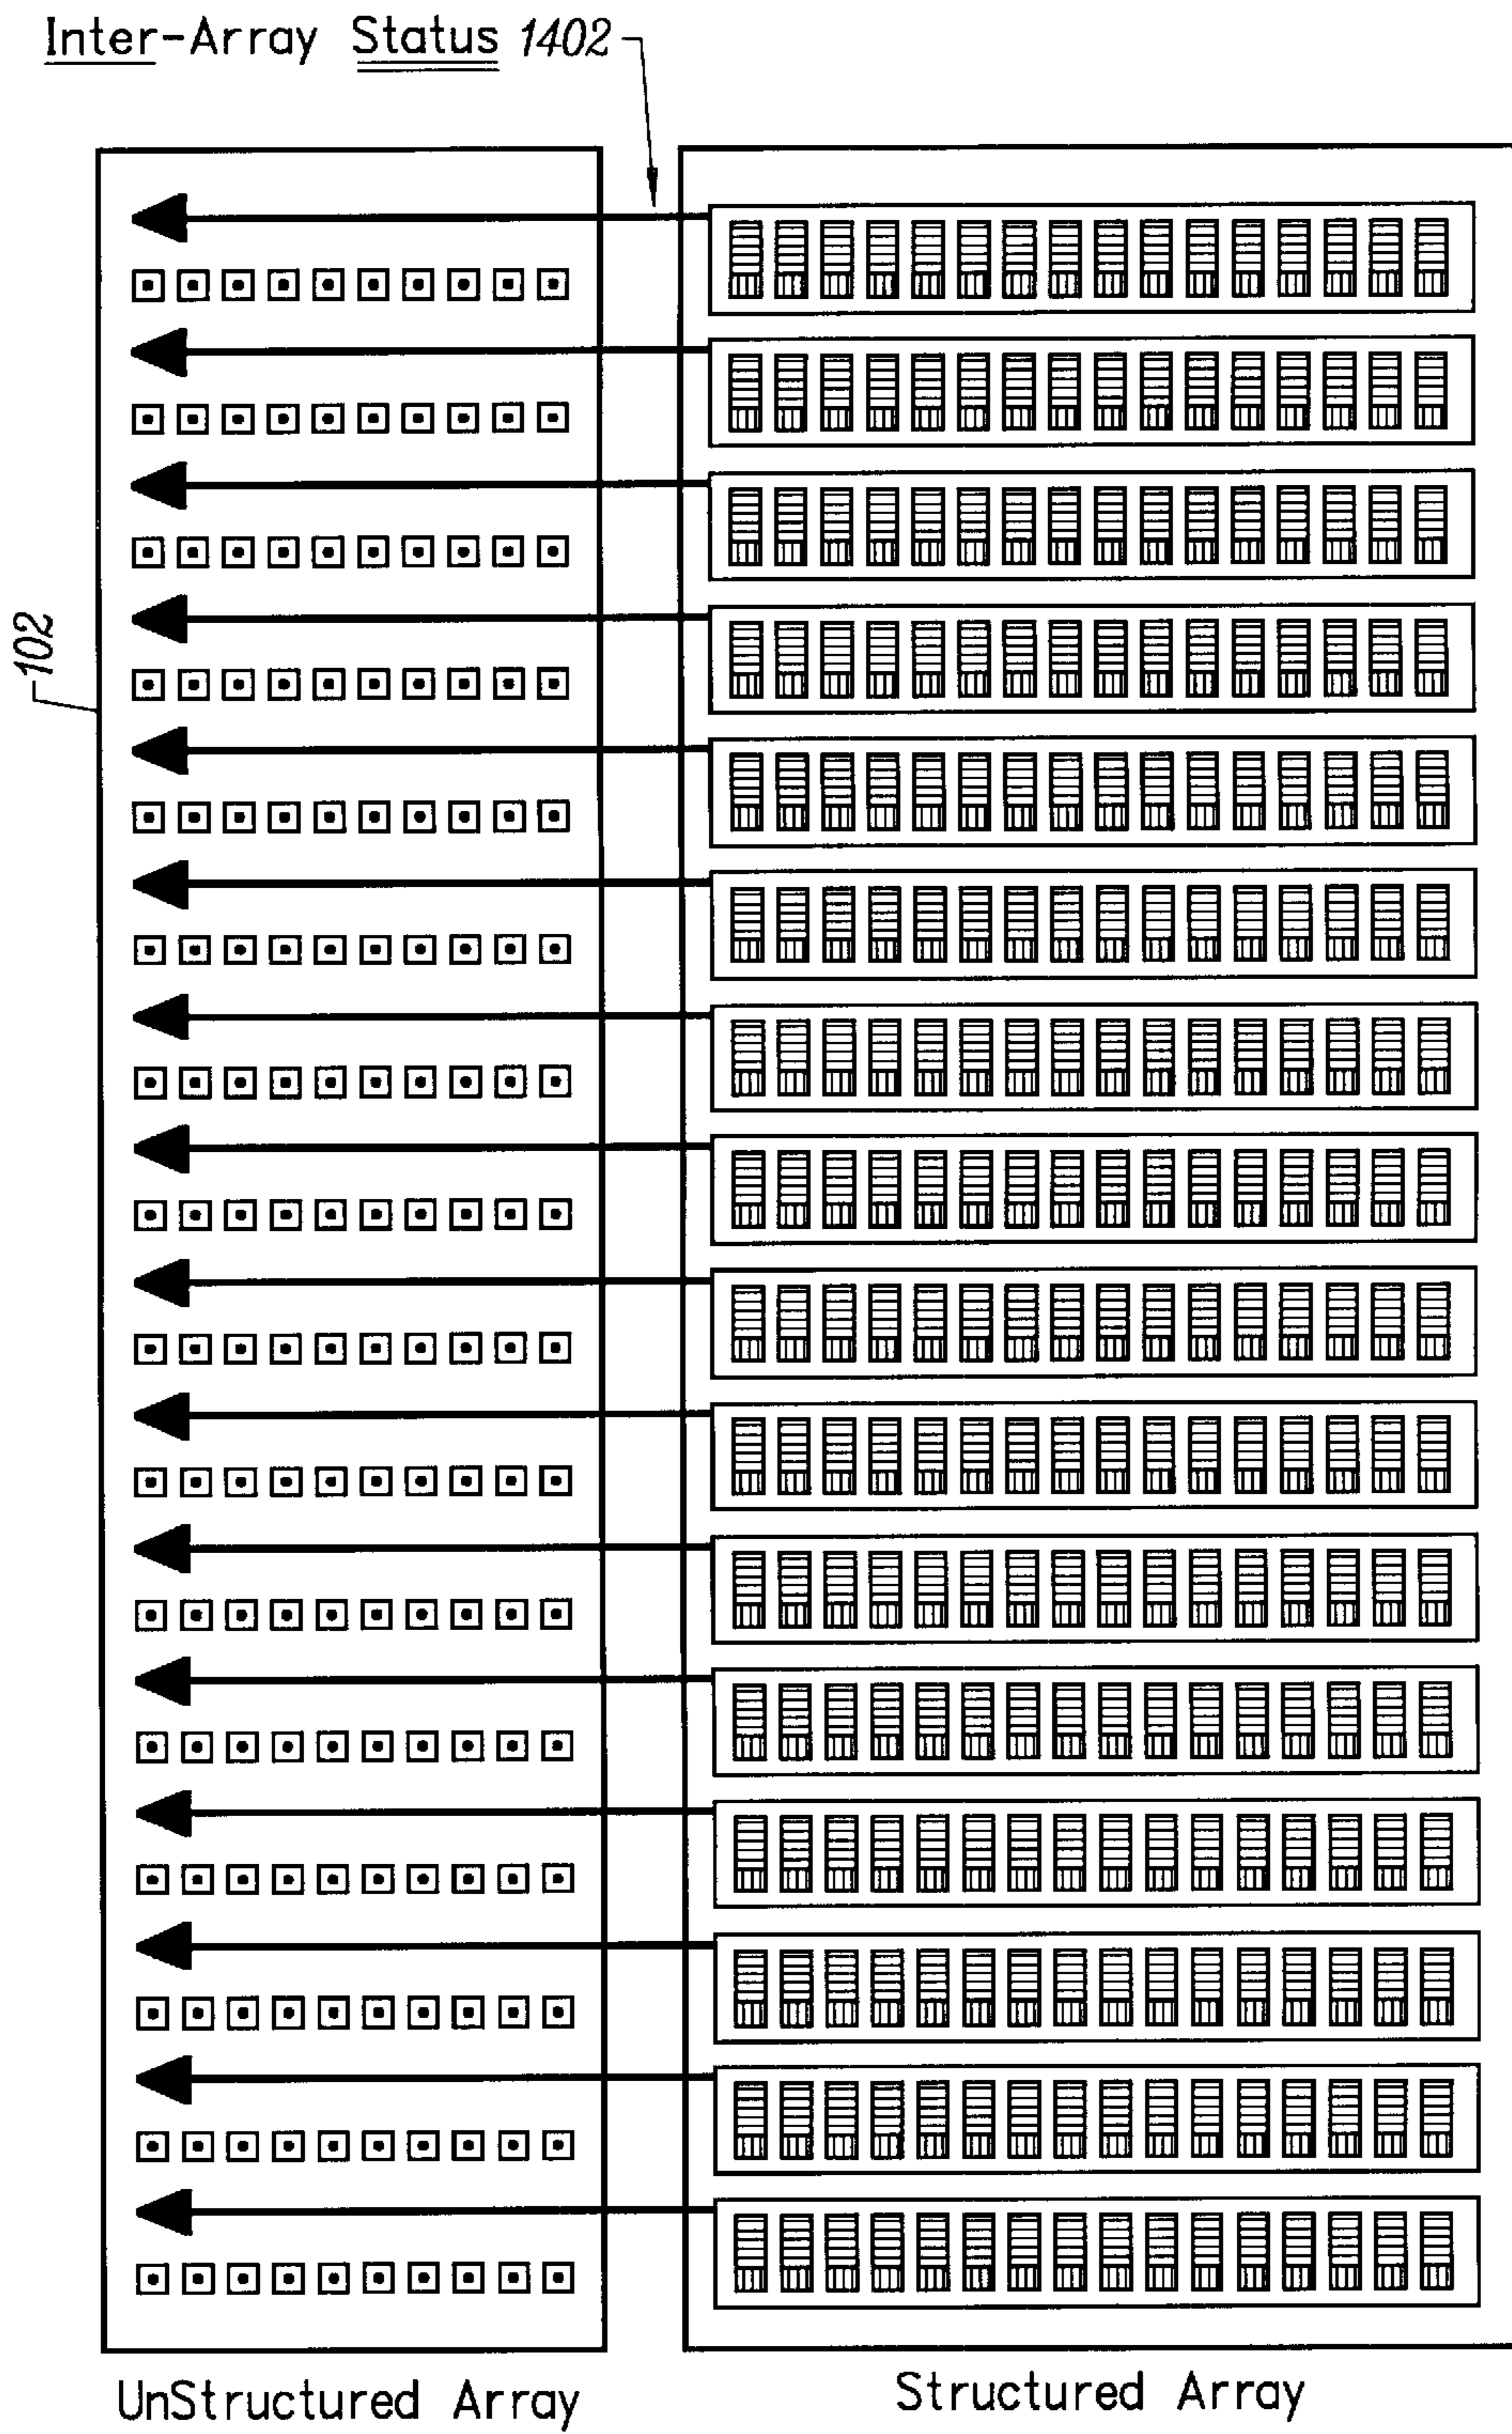 Inter-Array Status 1402
102
UnStructured Array
Structured Array